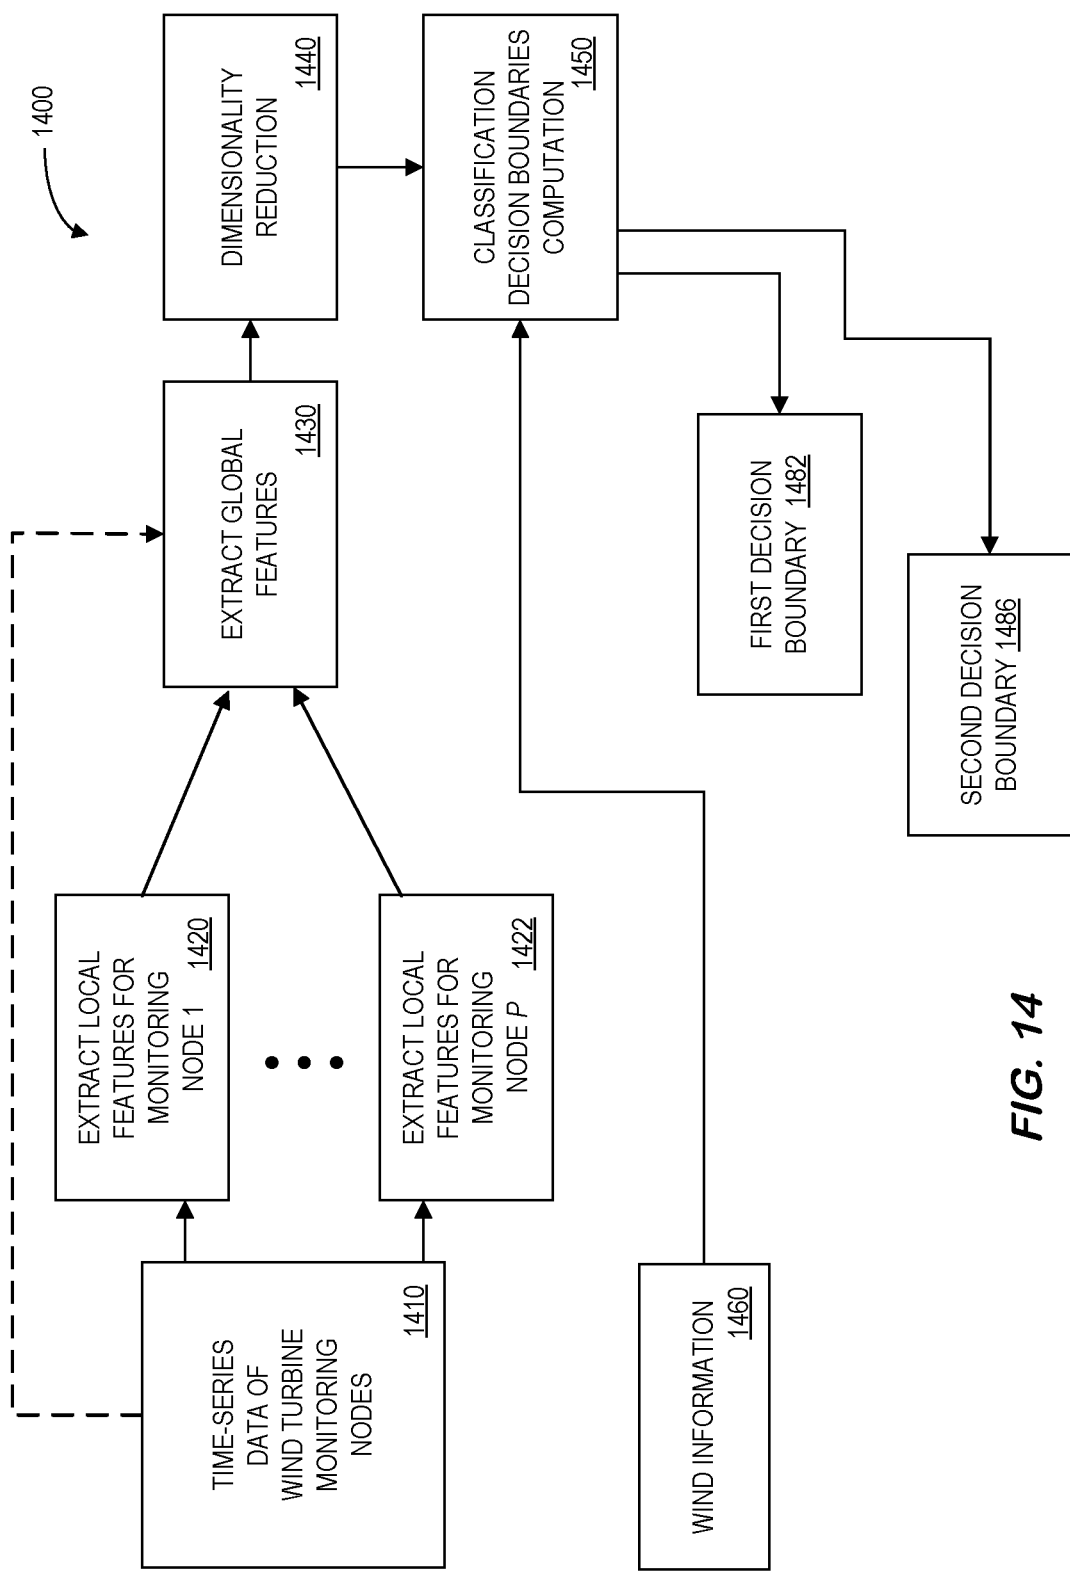 1400
TIME-SERIES
DATA OF
WIND TURBINE
MONITORING
NODES
1410
EXTRACT LOCAL
FEATURES FOR
MONITORING
NODE 1
1420
EXTRACT LOCAL
FEATURES FOR
MONITORING
NODE P
1422
EXTRACT GLOBAL
FEATURES
1430
DIMENSIONALITY
REDUCTION
1440
CLASSIFICATION
DECISION BOUNDARIES
COMPUTATION
1450
WIND INFORMATION
1460
FIRST DECISION
BOUNDARY 1482
SECOND DECISION
BOUNDARY 1486
FIG. 14